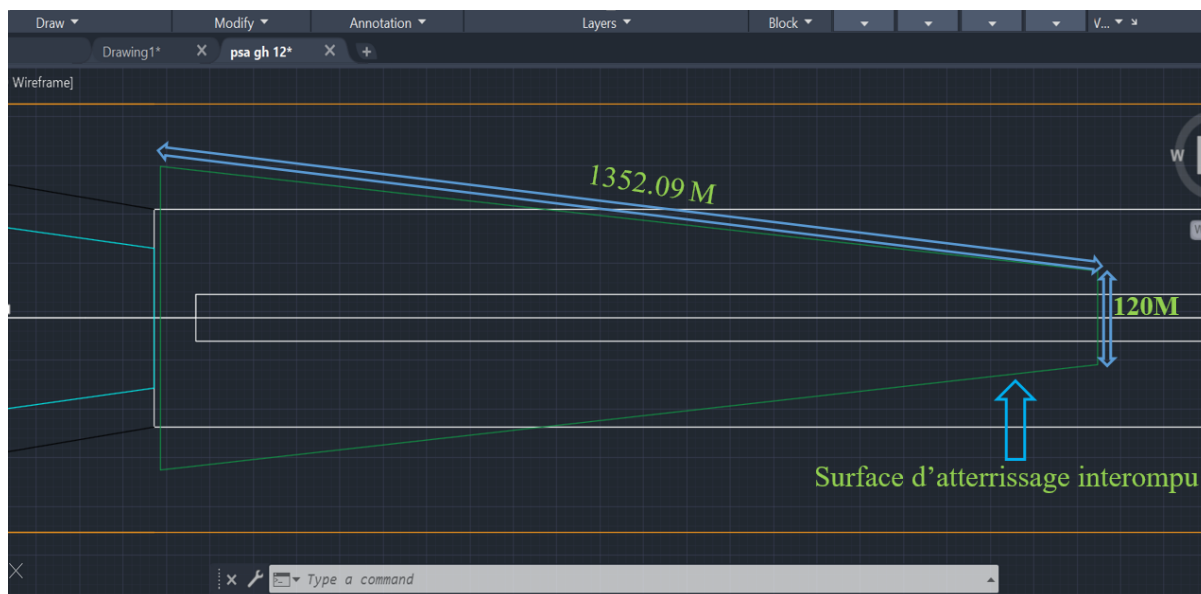 Draw Modify Annotation Layers Block V...
Drawing1* psa gh 12*
Wireframe]
W
1352.09 M
120M
Surface d’atterrissage interompu
Type a command